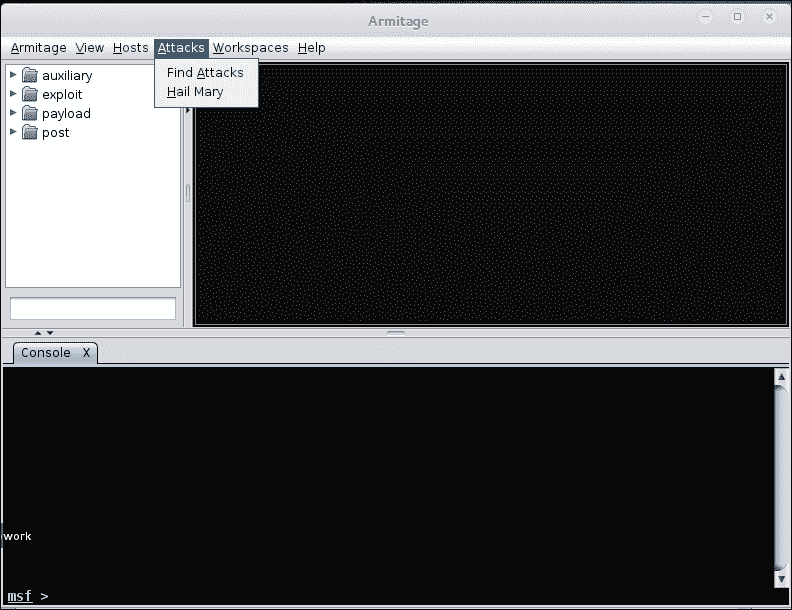 Armitage
Armitage View Hosts Attacks Workspaces Help
Find Attacks
Hail Mary
auxiliary
exploit
payload
post
Console X
work
msf >